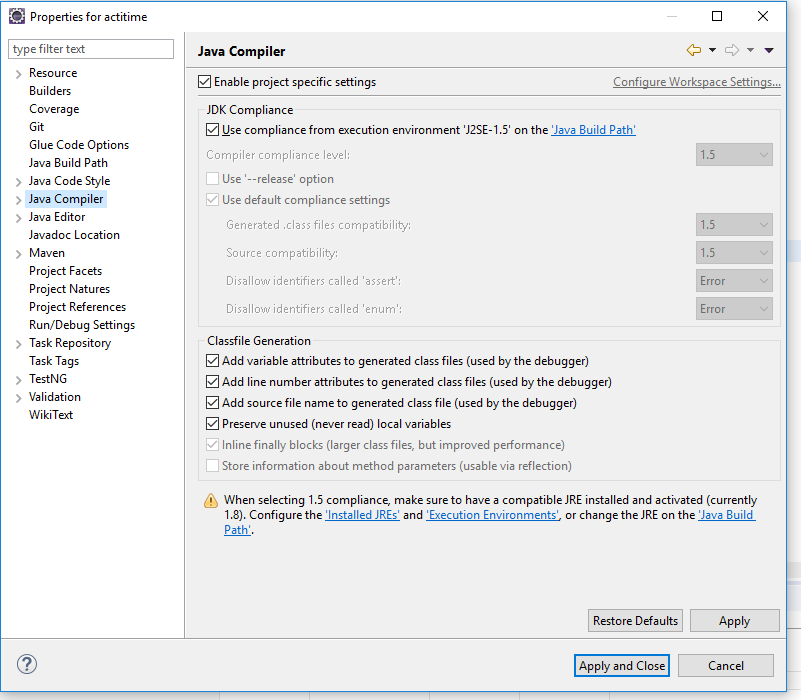 Properties for actitime
type filter text
Resource
Builders
Coverage
Git
Glue Code Options
Java Build Path
Java Code Style
Java Compiler
Java Editor
Javadoc Location
Maven
Project Facets
Project Natures
Project References
Run/Debug Settings
Task Repository
Task Tags
TestNG
Validation
WikiText
Java Compiler
Enable project specific settings
Configure Workspace Settings...
JDK Compliance
Use compliance from execution environment 'J2SE-1.5' on the 'Java Build Path'
Compiler compliance level: 1.5
Use '--release' option
Use default compliance settings
Generated .class files compatibility: 1.5
Source compatibility: 1.5
Disallow identifiers called 'assert': Error
Disallow identifiers called 'enum': Error
Classfile Generation
Add variable attributes to generated class files (used by the debugger)
Add line number attributes to generated class files (used by the debugger)
Add source file name to generated class file (used by the debugger)
Preserve unused (never read) local variables
Inline finally blocks (larger class files, but improved performance)
Store information about method parameters (usable via reflection)
When selecting 1.5 compliance, make sure to have a compatible JRE installed and activated (currently
1.8). Configure the 'Installed JREs' and 'Execution Environments', or change the JRE on the 'Java Build
Path'.
Restore Defaults
Apply
?
Apply and Close
Cancel